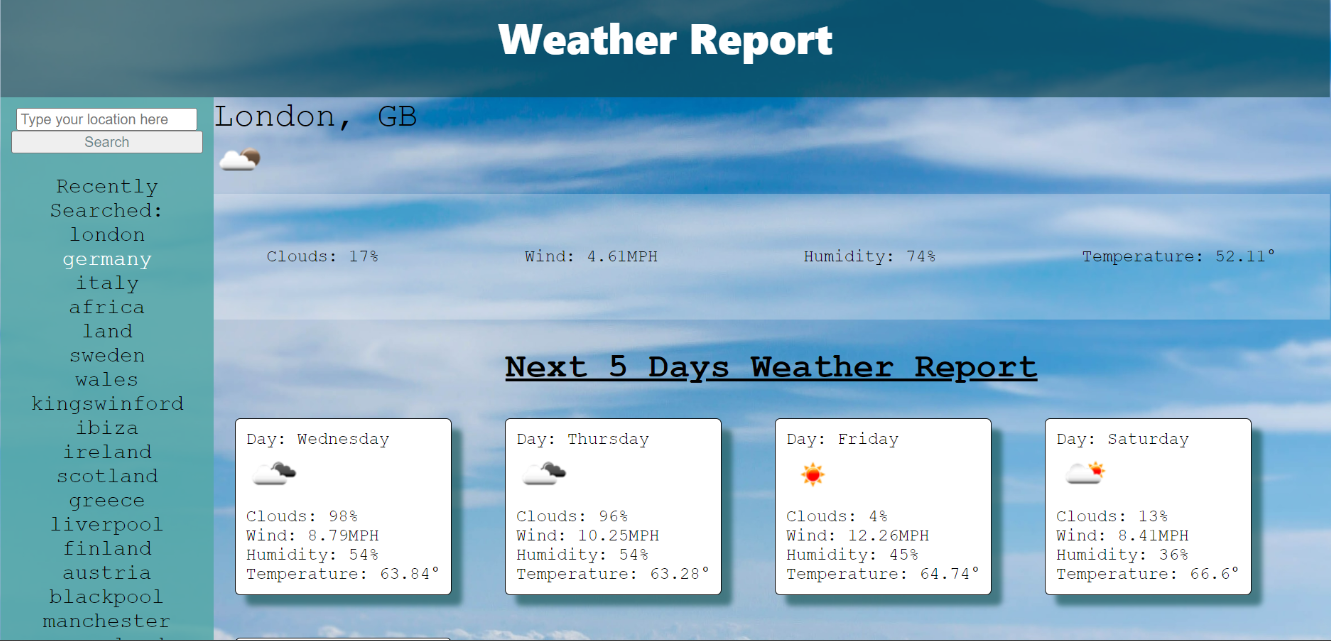 Weather Report
Type your location here
Search
Recently
Searched:
london
germany
italy
africa
land
sweden
wales
kingswinford
ibiza
ireland
scotland
greece
liverpool
finland
austria
blackpool
manchester
London, GB
Clouds: 17%
Wind: 4.61MPH
Humidity: 74%
Temperature: 52.11°
Next 5 Days Weather Report
Day: Wednesday
Clouds: 98%
Wind: 8.79MPH
Humidity: 54%
Temperature: 63.84°
Day: Thursday
Clouds: 96%
Wind: 10.25MPH
Humidity: 54%
Temperature: 63.28°
Day: Friday
Clouds: 4%
Wind: 12.26MPH
Humidity: 45%
Temperature: 64.74°
Day: Saturday
Clouds: 13%
Wind: 8.41MPH
Humidity: 36%
Temperature: 66.6°